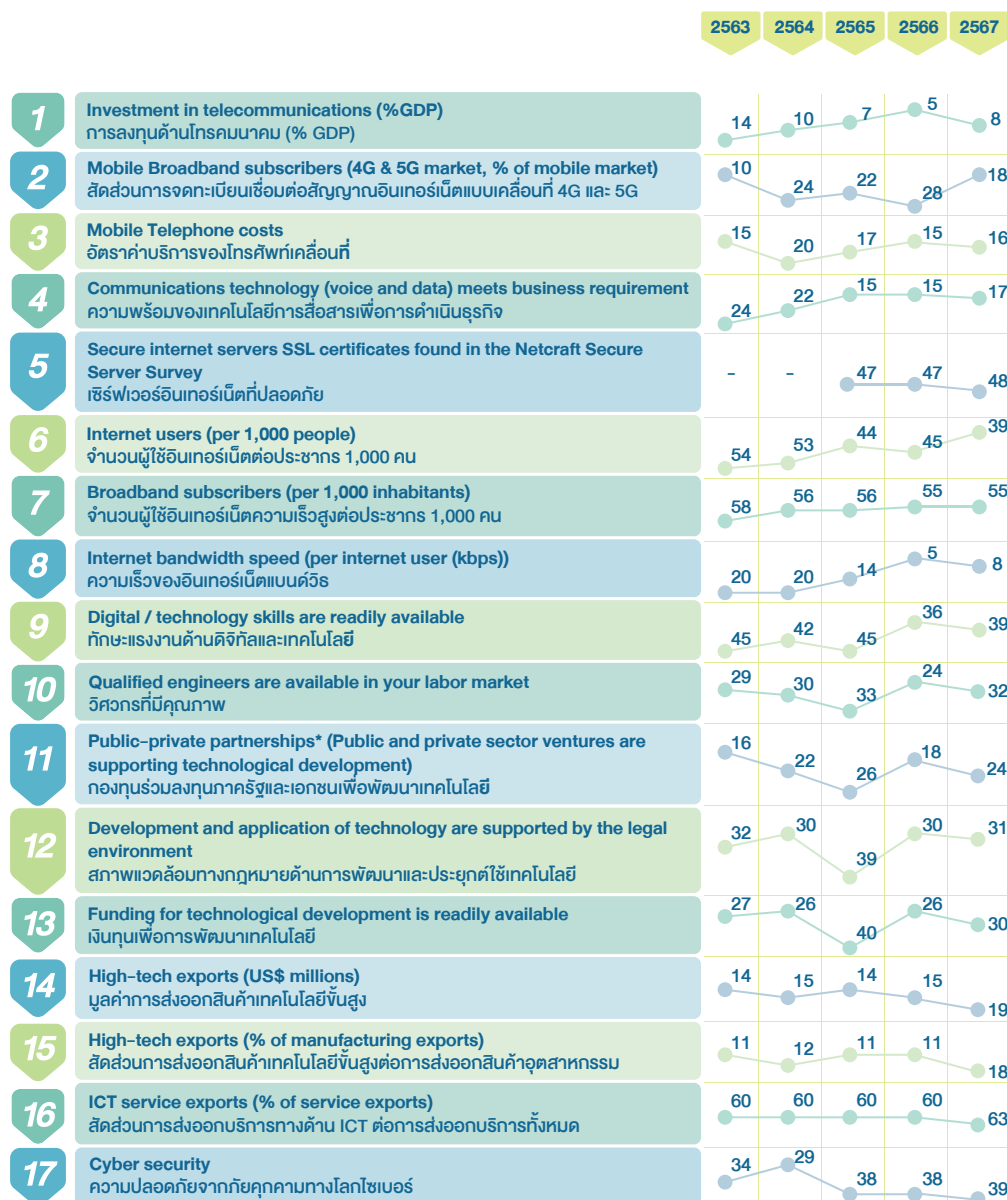 2563 2564 2565 2566 2567
1
Investment in telecommunications (%GDP)
การลงทุนด้านโทรคมนาคม (% GDP)
14 10 7 5 8
2
Mobile Broadband subscribers (4G & 5G market, % of mobile market)
สัดส่วนการจดทะเบียนเชื่อมต่อสัญญาณอินเทอร์เน็ตแบบเคลื่อนที่ 4G และ 5G
10 24 22 28 18
3
Mobile Telephone costs
อัตราค่าบริการของโทรศัพท์เคลื่อนที่
15 20 17 15 16
4
Communications technology (voice and data) meets business requirement
ความพร้อมของเทคโนโลยีการสื่อสารเพื่อการดำเนินธุรกิจ
24 22 15 15 17
5
Secure internet servers SSL certificates found in the Netcraft Secure
Server Survey
เซิร์ฟเวอร์อินเทอร์เน็ตที่ปลอดภัย
- - 47 47 48
6
Internet users (per 1,000 people)
จำนวนผู้ใช้อินเทอร์เน็ตต่อประชากร 1,000 คน
54 53 44 45 39
7
Broadband subscribers (per 1,000 inhabitants)
จำนวนผู้ใช้อินเทอร์เน็ตความเร็วสูงต่อประชากร 1,000 คน
58 56 56 55 55
8
Internet bandwidth speed (per internet user (kbps))
ความเร็วของอินเทอร์เน็ตแบนด์วิธ
20 20 14 5 8
9
Digital / technology skills are readily available
ทักษะแรงงานด้านดิจิทัลและเทคโนโลยี
45 42 45 36 39
10
Qualified engineers are available in your labor market
วิศวกรที่มีคุณภาพ
29 30 33 24 32
11
Public-private partnerships* (Public and private sector ventures are
supporting technological development)
กองทุนร่วมลงทุนภาครัฐและเอกชนเพื่อพัฒนาเทคโนโลยี
16 22 26 18 24
12
Development and application of technology are supported by the legal
environment
สภาพแวดล้อมทางกฎหมายด้านการพัฒนาและประยุกต์ใช้เทคโนโลยี
32 30 39 30 31
13
Funding for technological development is readily available
เงินทุนเพื่อการพัฒนาเทคโนโลยี
27 26 40 26 30
14
High-tech exports (US$ millions)
มูลค่าการส่งออกสินค้าเทคโนโลยีขั้นสูง
14 15 14 15 19
15
High-tech exports (% of manufacturing exports)
สัดส่วนการส่งออกสินค้าเทคโนโลยีขั้นสูงต่อการส่งออกสินค้าอุตสาหกรรม
11 12 11 11 18
16
ICT service exports (% of service exports)
สัดส่วนการส่งออกบริการทางด้าน ICT ต่อการส่งออกบริการทั้งหมด
60 60 60 60 63
17
Cyber security
ความปลอดภัยจากภัยคุกคามทางโลกไซเบอร์
34 29 38 38 39